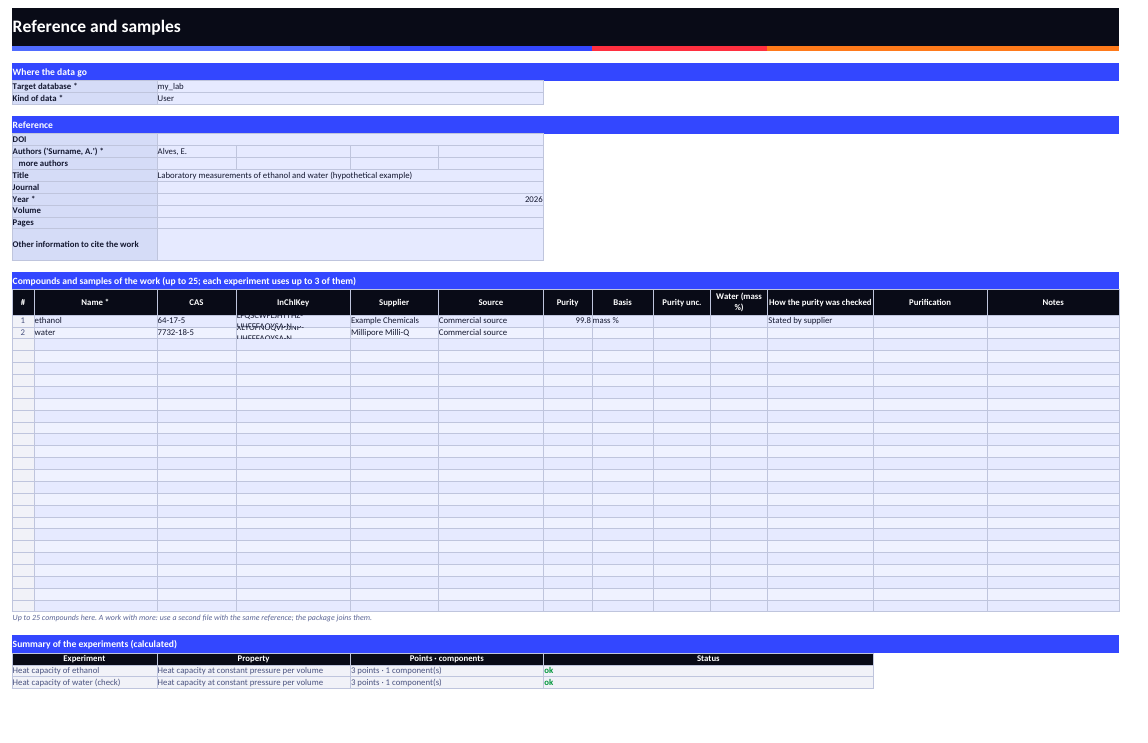 Reference and samples
Where the data go
Target database * my_lab
Kind of data * User
Reference
DOI
Authors ('Surname, A.') * Alves, E.
more authors
Title Laboratory measurements of ethanol and water (hypothetical example)
Journal
Year * 2026
Volume
Pages
Other information to cite the work
Compounds and samples of the work (up to 25; each experiment uses up to 3 of them)
# Name * CAS InChIKey Supplier Source Purity Basis Purity unc. Water (mass %) How the purity was checked Purification Notes
1 ethanol 64-17-5 Example Chemicals Commercial source 99.8 mass % Stated by supplier
2 water 7732-18-5 Millipore Milli-Q Commercial source
Up to 25 compounds here. A work with more: use a second file with the same reference; the package joins them.
Summary of the experiments (calculated)
Experiment Property Points · components Status
Heat capacity of ethanol Heat capacity at constant pressure per volume 3 points · 1 component(s) ok
Heat capacity of water (check) Heat capacity at constant pressure per volume 3 points · 1 component(s) ok